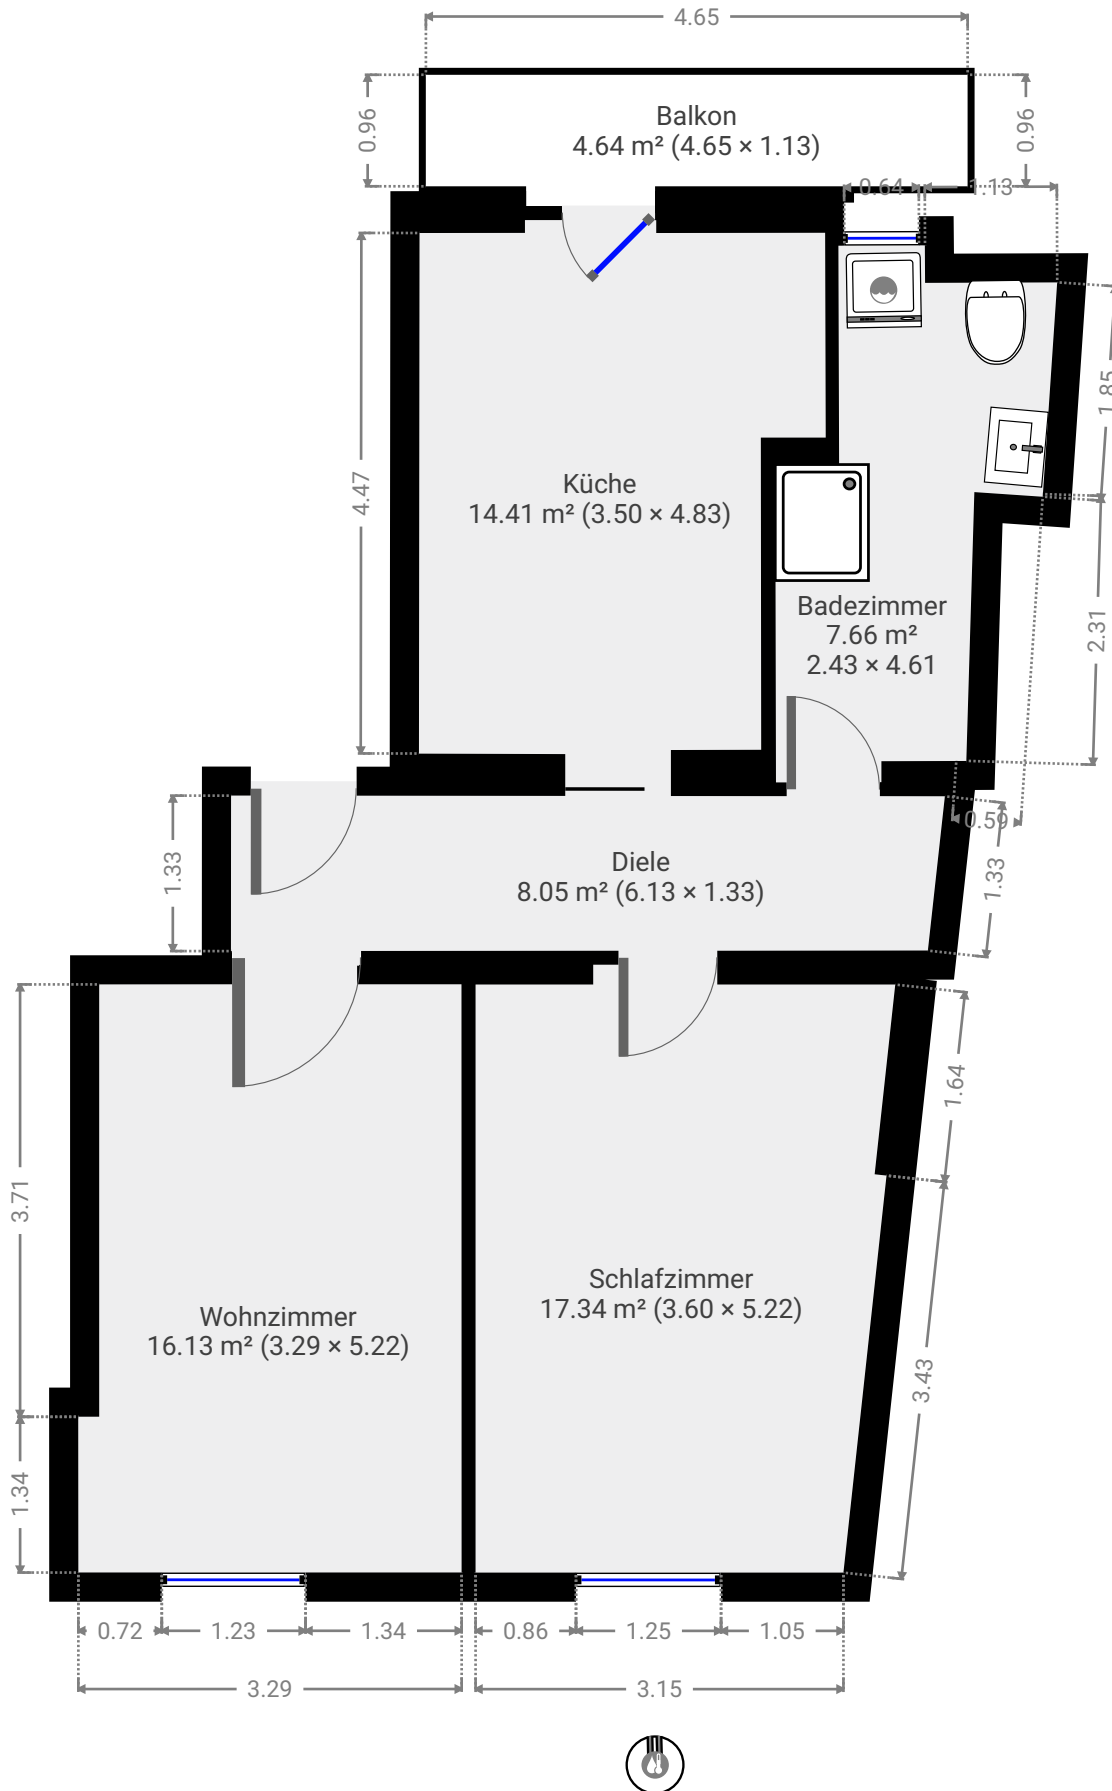 4.65
0.96
Balkon
4.64 m² (4.65 × 1.13)
0.96
0.64
1.13
4.47
Küche
14.41 m² (3.50 × 4.83)
1.85
Badezimmer
7.66 m²
2.43 × 4.61
2.31
0.59
1.33
Diele
8.05 m² (6.13 × 1.33)
1.33
1.64
3.71
Schlafzimmer
17.34 m² (3.60 × 5.22)
Wohnzimmer
16.13 m² (3.29 × 5.22)
3.43
1.34
0.72
1.23
1.34
0.86
1.25
1.05
3.29
3.15